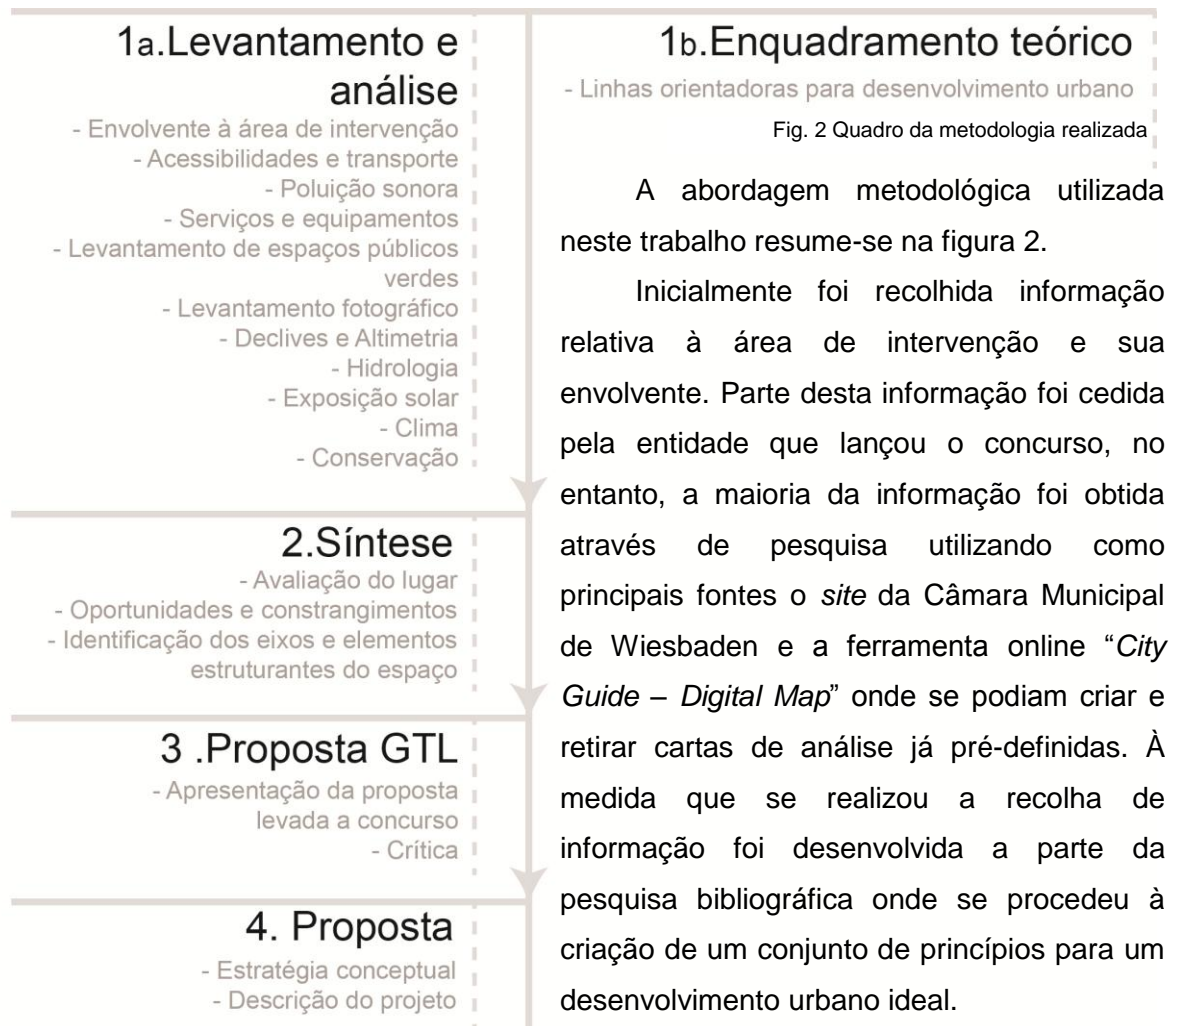 1a.Levantamento e
análise
- Envolvente à área de intervenção
- Acessibilidades e transporte
- Poluição sonora
- Serviços e equipamentos
- Levantamento de espaços públicos
verdes
- Levantamento fotográfico
- Declives e Altimetria
- Hidrologia
- Exposição solar
- Clima
- Conservação
2.Síntese
- Avaliação do lugar
- Oportunidades e constrangimentos
- Identificação dos eixos e elementos
estruturantes do espaço
3 .Proposta GTL
- Apresentação da proposta
levada a concurso
- Crítica
4. Proposta
- Estratégia conceptual
- Descrição do projeto
1b.Enquadramento teórico
- Linhas orientadoras para desenvolvimento urbano
Fig. 2 Quadro da metodologia realizada
A abordagem metodológica utilizada
neste trabalho resume-se na figura 2.
Inicialmente foi recolhida informação
relativa à área de intervenção e sua
envolvente. Parte desta informação foi cedida
pela entidade que lançou o concurso, no
entanto, a maioria da informação foi obtida
através de pesquisa utilizando como
principais fontes o site da Câmara Municipal
de Wiesbaden e a ferramenta online “City
Guide – Digital Map” onde se podiam criar e
retirar cartas de análise já pré-definidas. À
medida que se realizou a recolha de
informação foi desenvolvida a parte da
pesquisa bibliográfica onde se procedeu à
criação de um conjunto de princípios para um
desenvolvimento urbano ideal.